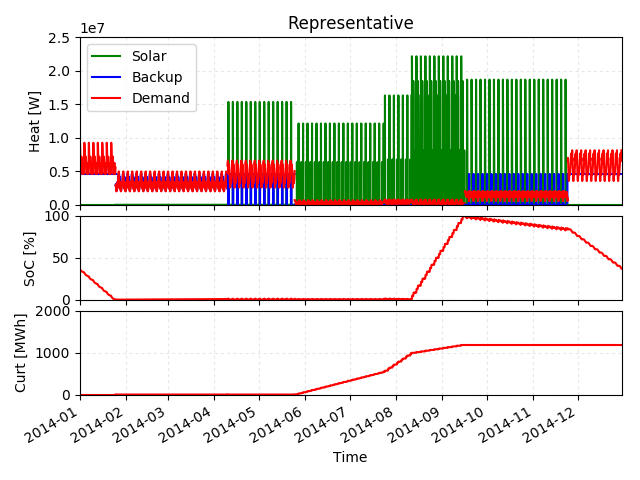 Representative
1e7
2.5
2.0
1.5
1.0
0.5
0.0
Heat [W]
Solar
Backup
Demand
100
50
0
SoC [%]
2000
1000
0
Curt [MWh]
2014-01
2014-02
2014-03
2014-04
2014-05
2014-06
2014-07
2014-08
2014-09
2014-10
2014-11
2014-12
Time